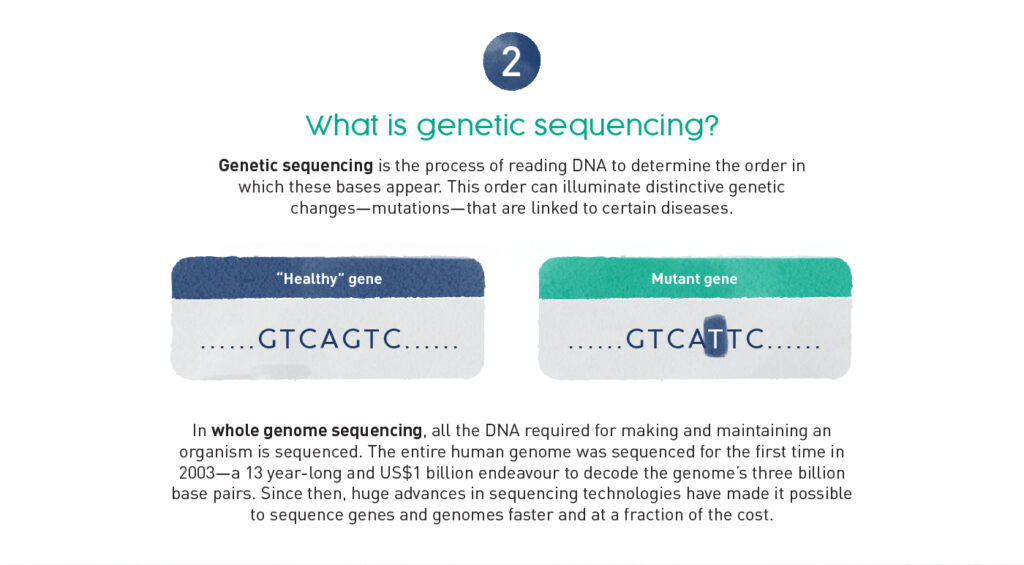 2
What is genetic sequencing?
Genetic sequencing is the process of reading DNA to determine the order in
which these bases appear. This order can illuminate distinctive genetic
changes—mutations—that are linked to certain diseases.
“Healthy” gene
......GTCAGTC......
Mutant gene
......GTCATTC......
In whole genome sequencing, all the DNA required for making and maintaining an
organism is sequenced. The entire human genome was sequenced for the first time in
2003—a 13 year-long and US$1 billion endeavour to decode the genome’s three billion
base pairs. Since then, huge advances in sequencing technologies have made it possible
to sequence genes and genomes faster and at a fraction of the cost.